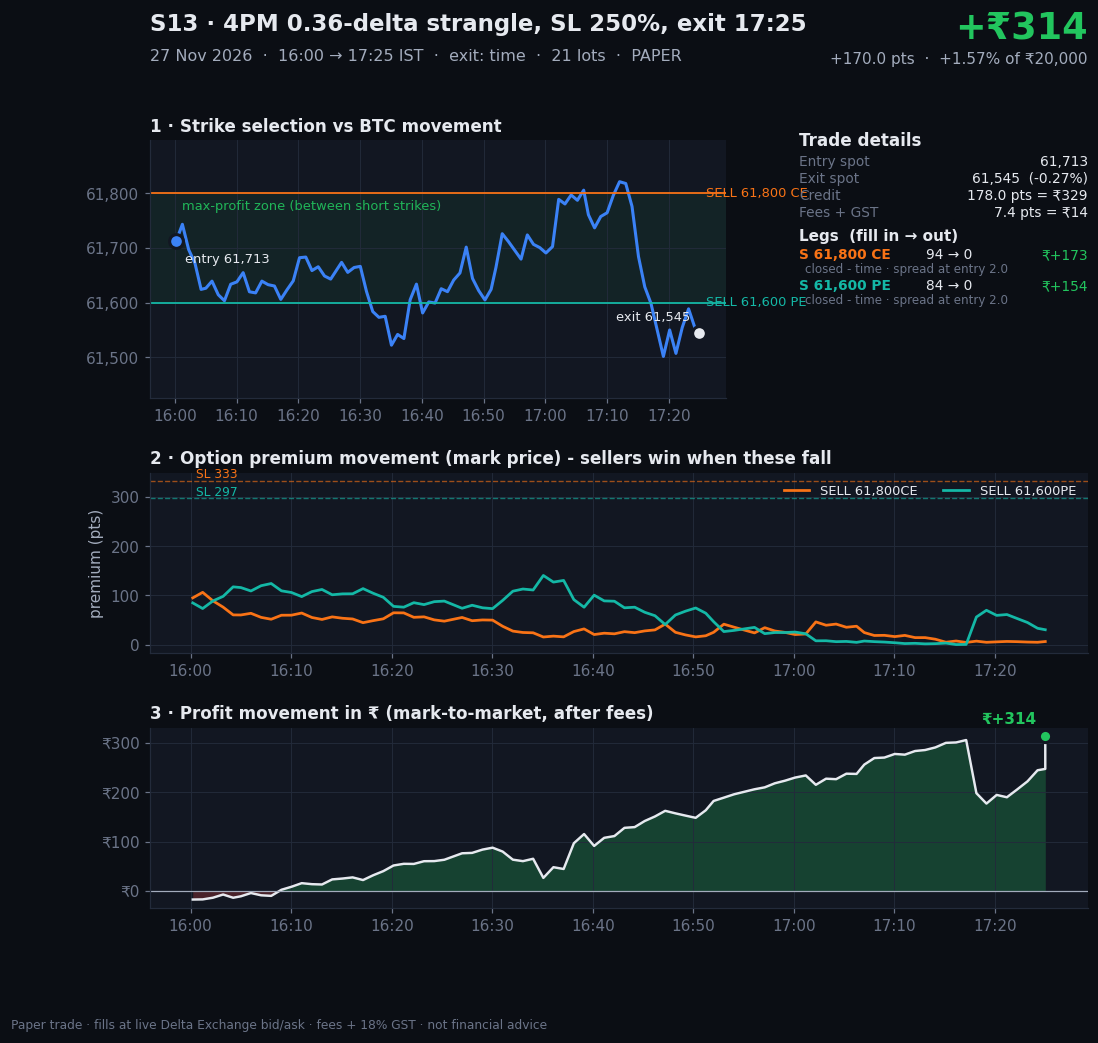 S13 · 4PM 0.36-delta strangle, SL 250%, exit 17:25
+₹314
27 Nov 2026 · 16:00 → 17:25 IST · exit: time · 21 lots · PAPER
+170.0 pts · +1.57% of ₹20,000
1 · Strike selection vs BTC movement
61,800
61,700
61,600
61,500
SELL 61,800 CE
max-profit zone (between short strikes)
entry 61,713
SELL 61,600 PE
exit 61,545
16:00 16:10 16:20 16:30 16:40 16:50 17:00 17:10 17:20
Trade details
Entry spot 61,713
Exit spot 61,545 (-0.27%)
Credit 178.0 pts = ₹329
Fees + GST 7.4 pts = ₹14
Legs (fill in → out)
S 61,800 CE 94 → 0 ₹+173
closed - time · spread at entry 2.0
S 61,600 PE 84 → 0 ₹+154
closed - time · spread at entry 2.0
2 · Option premium movement (mark price) - sellers win when these fall
SL 333
SL 297
SELL 61,800CE SELL 61,600PE
premium (pts)
300
200
100
0
16:00 16:10 16:20 16:30 16:40 16:50 17:00 17:10 17:20
3 · Profit movement in ₹ (mark-to-market, after fees)
₹+314
₹300
₹200
₹100
₹0
16:00 16:10 16:20 16:30 16:40 16:50 17:00 17:10 17:20
Paper trade · fills at live Delta Exchange bid/ask · fees + 18% GST · not financial advice